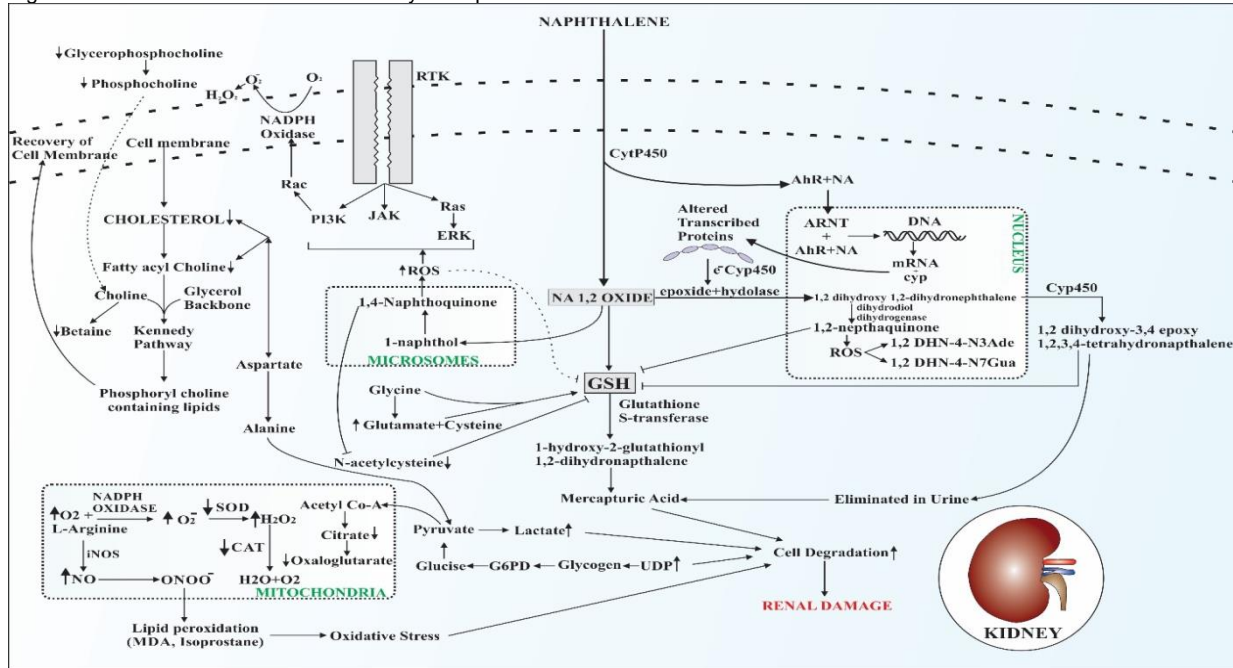 NAPHTHALENE
↓Glycerophosphocholine
↓ Phosphocholine
H2O2
O2-
O2
NADPH
Oxidase
RTK
Recovery of
Cell Membrane
Cell membrane
CytP450
Rac
PI3K
JAK
Ras
ERK
AhR+NA
CHOLESTEROL↓
Altered
Transcribed
Proteins
ARNT
+
AhR+NA
DNA
mRNA
cyp
NUCLEUS
Fatty acyl Choline↓
↑ROS
e-Cyp450
epoxide+hydolase
Choline
Glycerol
Backbone
1,4-Naphthoquinone
NA 1,2 OXIDE
1,2 dihydroxy 1,2-dihydronephthalene
Cyp450
dihydrodiol
dihydrogenase
↓Betaine
Kennedy
Pathway
1-naphthol
MICROSOMES
1,2-nepthaquinone
ROS
1,2 DHN-4-N3Ade
1,2 DHN-4-N7Gua
1,2 dihydroxy-3,4 epoxy
1,2,3,4-tetrahydronapthalene
Aspartate
Phosphoryl choline
containing lipids
Glycine
GSH
Glutathione
S-transferase
Alanine
↑Glutamate+Cysteine
N-acetylcysteine↓
1-hydroxy-2-glutathionyl
1,2-dihydronapthalene
Mercapturic Acid
Eliminated in Urine
NADPH
OXIDASE
↑O2 +
L-Arginine
↑ O2-
↓SOD
↑H2O2
Acetyl Co-A
Citrate↓
↓Oxaloglutarate
Pyruvate
Lactate↑
iNOS
↓CAT
↑NO
ONOO-
H2O+O2
MITOCHONDRIA
Glucise
G6PD
Glycogen
UDP↑
Cell Degradation↑
RENAL DAMAGE
Lipid peroxidation
(MDA, Isoprostane)
Oxidative Stress
KIDNEY